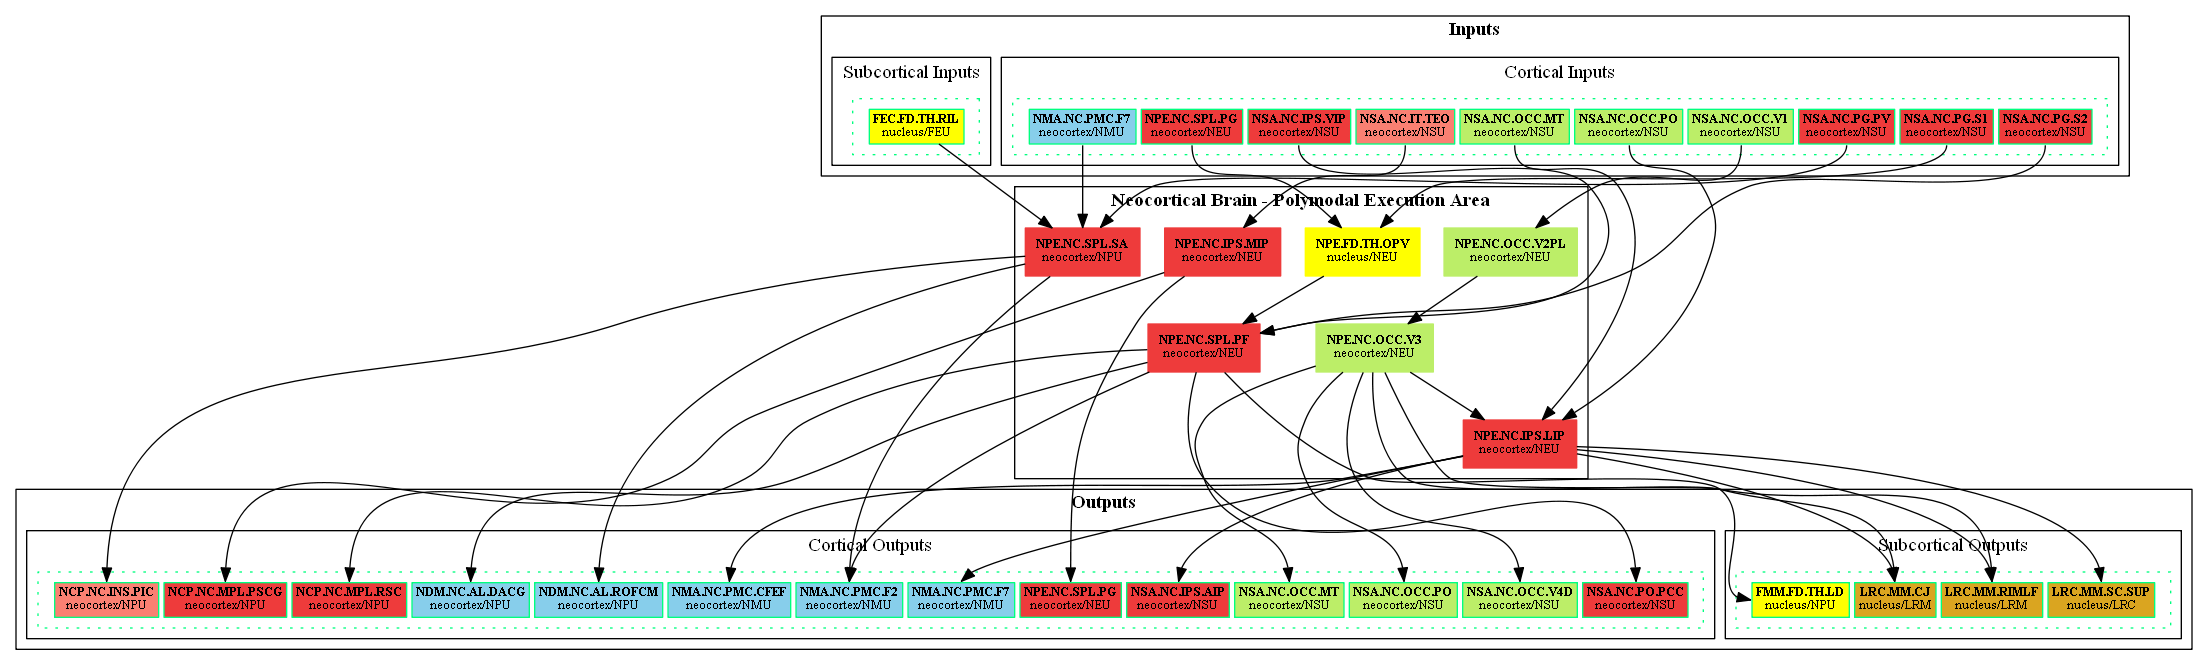 Inputs
Subcortical Inputs
Cortical Inputs
FEC.FD.TH.RIL
nucleus/FEU
NMA.NC.PMC.F7
neocortex/NMU
NPE.NC.SPL.PG
neocortex/NEU
NSA.NC.IPS.VIP
neocortex/NSU
NSA.NC.IT.TEO
neocortex/NSU
NSA.NC.OCC.MT
neocortex/NSU
NSA.NC.OCC.PO
neocortex/NSU
NSA.NC.OCC.V1
neocortex/NSU
NSA.NC.PG.PV
neocortex/NSU
NSA.NC.PG.S1
neocortex/NSU
NSA.NC.PG.S2
neocortex/NSU
Neocortical Brain - Polymodal Execution Area
NPE.NC.SPL.SA
neocortex/NPU
NPE.NC.IPS.MIP
neocortex/NEU
NPE.FD.TH.OPV
nucleus/NEU
NPE.NC.OCC.V2PL
neocortex/NEU
NPE.NC.SPL.PF
neocortex/NEU
NPE.NC.OCC.V3
neocortex/NEU
NPE.NC.IPS.LIP
neocortex/NEU
Outputs
Cortical Outputs
Subcortical Outputs
NCP.NC.INS.PIC
neocortex/NPU
NCP.NC.MPL.PSCG
neocortex/NPU
NCP.NC.MPL.RSC
neocortex/NPU
NDM.NC.AL.DACG
neocortex/NPU
NDM.NC.AL.ROFCM
neocortex/NPU
NMA.NC.PMC.CFEF
neocortex/NMU
NMA.NC.PMC.F2
neocortex/NMU
NMA.NC.PMC.F7
neocortex/NMU
NPE.NC.SPL.PG
neocortex/NEU
NSA.NC.IPS.AIP
neocortex/NSU
NSA.NC.OCC.MT
neocortex/NSU
NSA.NC.OCC.PO
neocortex/NSU
NSA.NC.OCC.V4D
neocortex/NSU
NSA.NC.PO.PCC
neocortex/NSU
FMM.FD.TH.LD
nucleus/NPU
LRC.MM.CJ
nucleus/LRM
LRC.MM.RIMLF
nucleus/LRM
LRC.MM.SC.SUP
nucleus/LRC